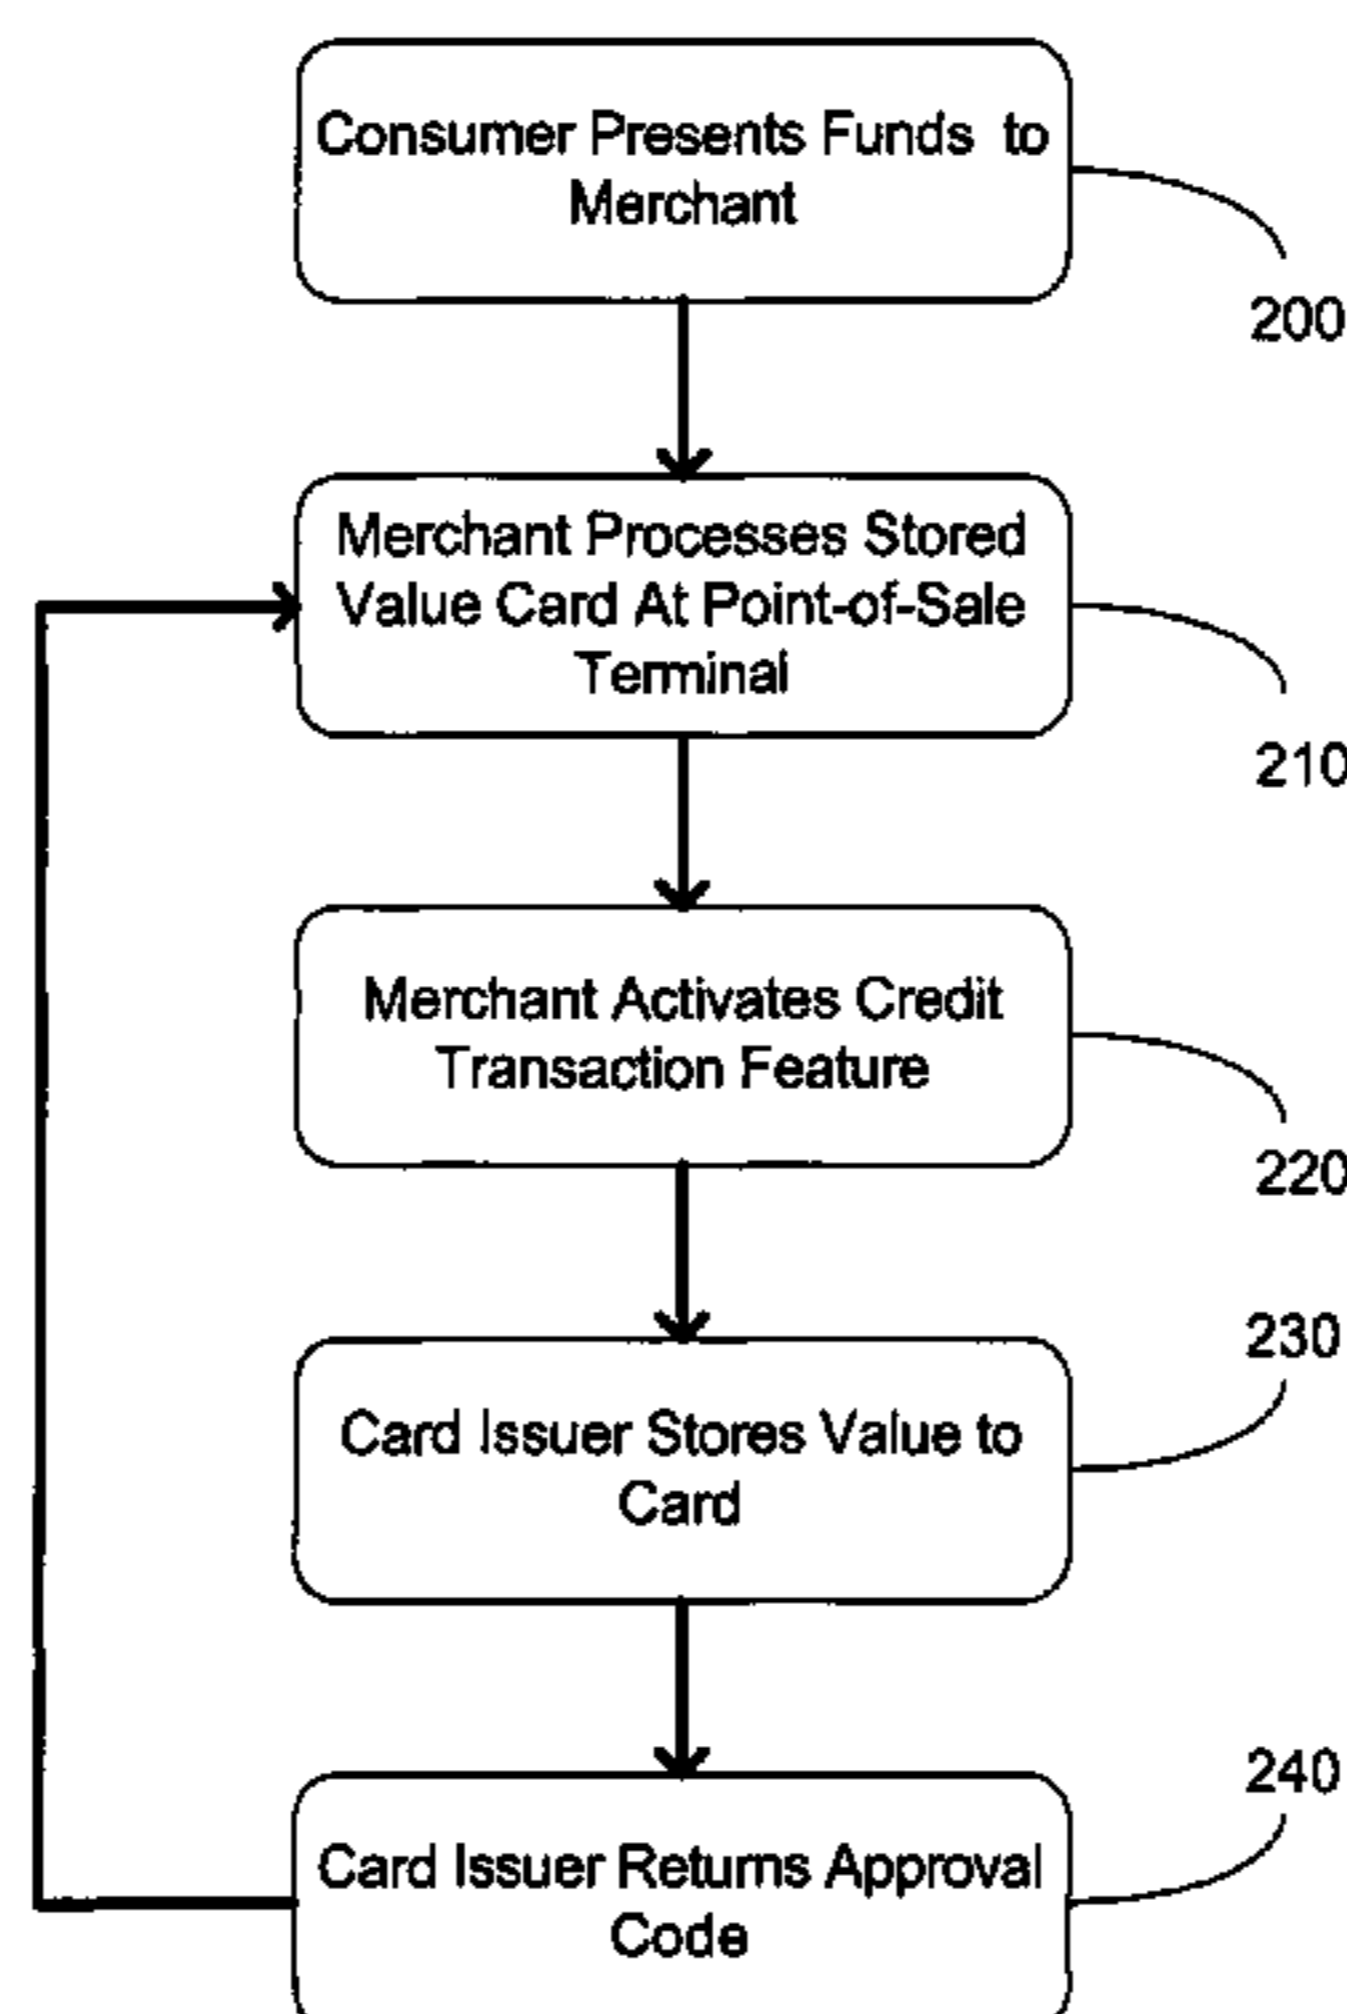 Consumer Presents Funds to
Merchant
200
Merchant Processes Stored
Value Card At Point-of-Sale
Terminal
210
Merchant Activates Credit
Transaction Feature
220
230
Card Issuer Stores Value to
Card
240
Card Issuer Returns Approval
Code